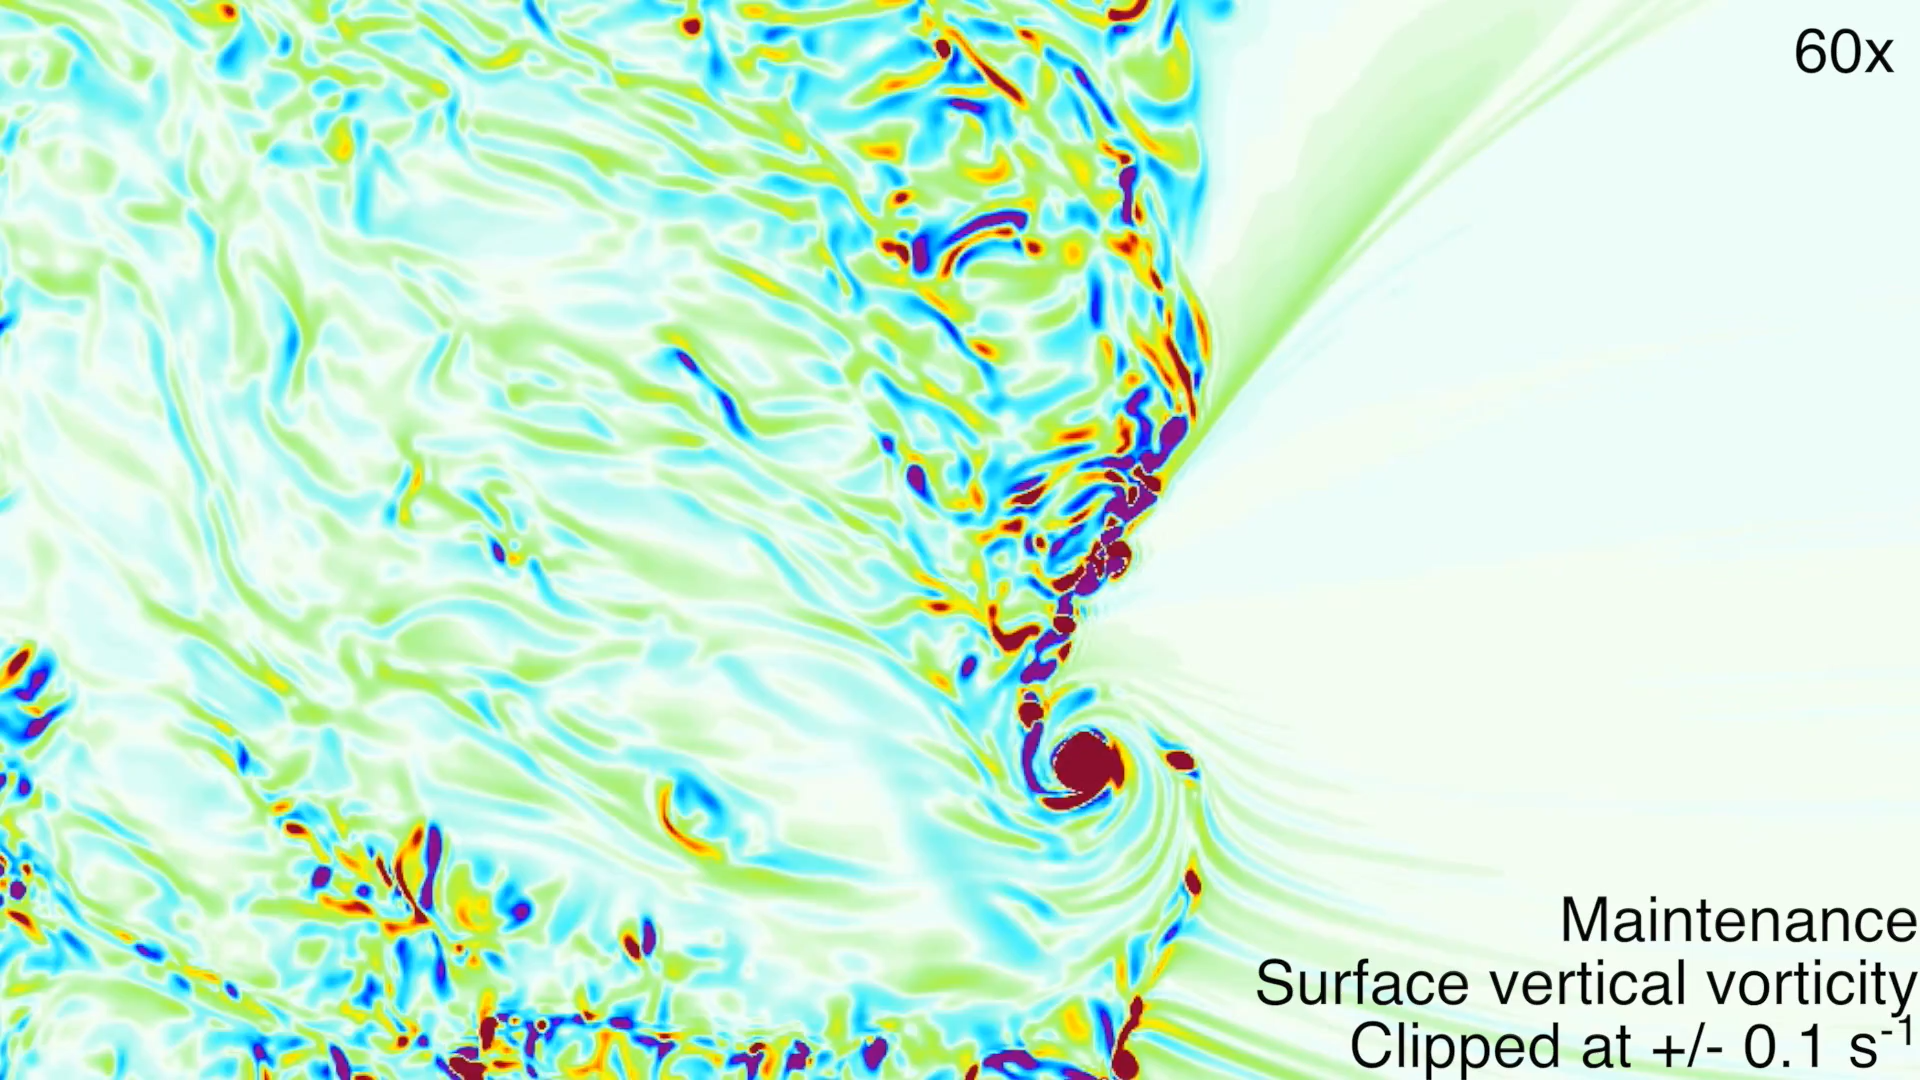 60x
Maintenance
Surface vertical vorticity
Clipped at +/- 0.1 s⁻¹